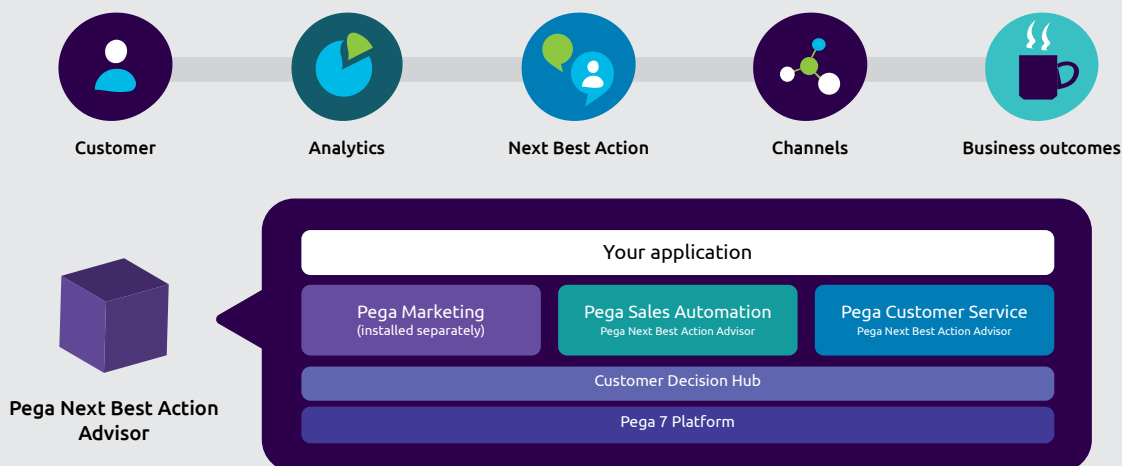 Customer
Analytics
Next Best Action
Channels
Business outcomes
Your application
Pega Marketing
(installed separately)
Pega Sales Automation
Pega Next Best Action Advisor
Pega Customer Service
Pega Next Best Action Advisor
Customer Decision Hub
Pega 7 Platform
Pega Next Best Action
Advisor